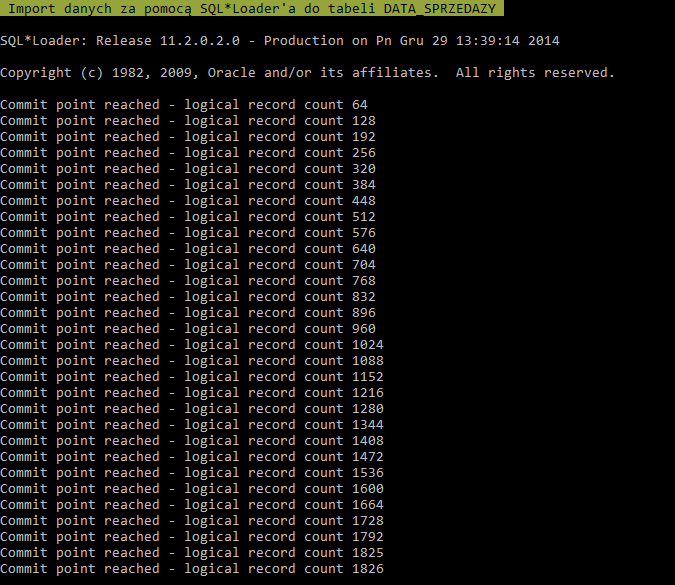 Import danych za pomocą SQL*Loader'a do tabeli DATA_SPRZEDAZY
SQL*Loader: Release 11.2.0.2.0 - Production on Pn Gru 29 13:39:14 2014
Copyright (c) 1982, 2009, Oracle and/or its affiliates.  All rights reserved.
Commit point reached - logical record count 64
Commit point reached - logical record count 128
Commit point reached - logical record count 192
Commit point reached - logical record count 256
Commit point reached - logical record count 320
Commit point reached - logical record count 384
Commit point reached - logical record count 448
Commit point reached - logical record count 512
Commit point reached - logical record count 576
Commit point reached - logical record count 640
Commit point reached - logical record count 704
Commit point reached - logical record count 768
Commit point reached - logical record count 832
Commit point reached - logical record count 896
Commit point reached - logical record count 960
Commit point reached - logical record count 1024
Commit point reached - logical record count 1088
Commit point reached - logical record count 1152
Commit point reached - logical record count 1216
Commit point reached - logical record count 1280
Commit point reached - logical record count 1344
Commit point reached - logical record count 1408
Commit point reached - logical record count 1472
Commit point reached - logical record count 1536
Commit point reached - logical record count 1600
Commit point reached - logical record count 1664
Commit point reached - logical record count 1728
Commit point reached - logical record count 1792
Commit point reached - logical record count 1825
Commit point reached - logical record count 1826